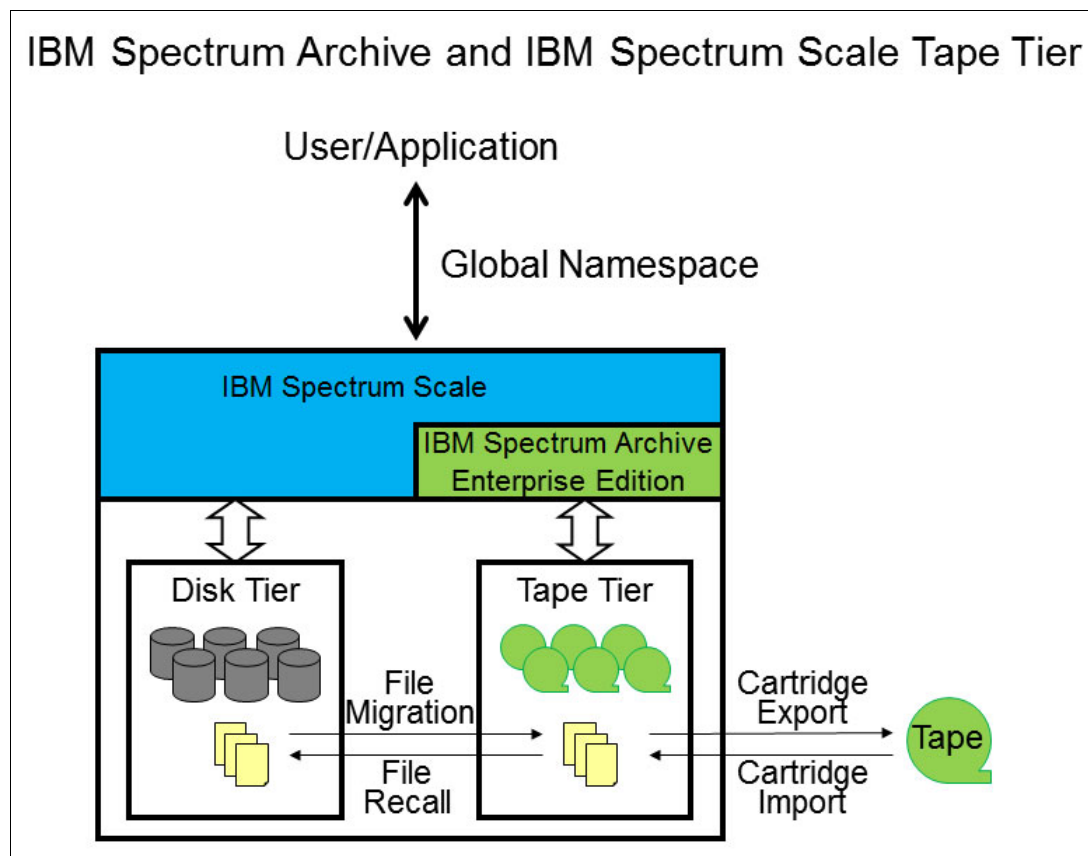 IBM Spectrum Archive and IBM Spectrum Scale Tape Tier
User/Application
Global Namespace
IBM Spectrum Scale
IBM Spectrum Archive
Enterprise Edition
Disk Tier
Tape Tier
File
Migration
File
Recall
Cartridge
Export
Cartridge
Import
Tape